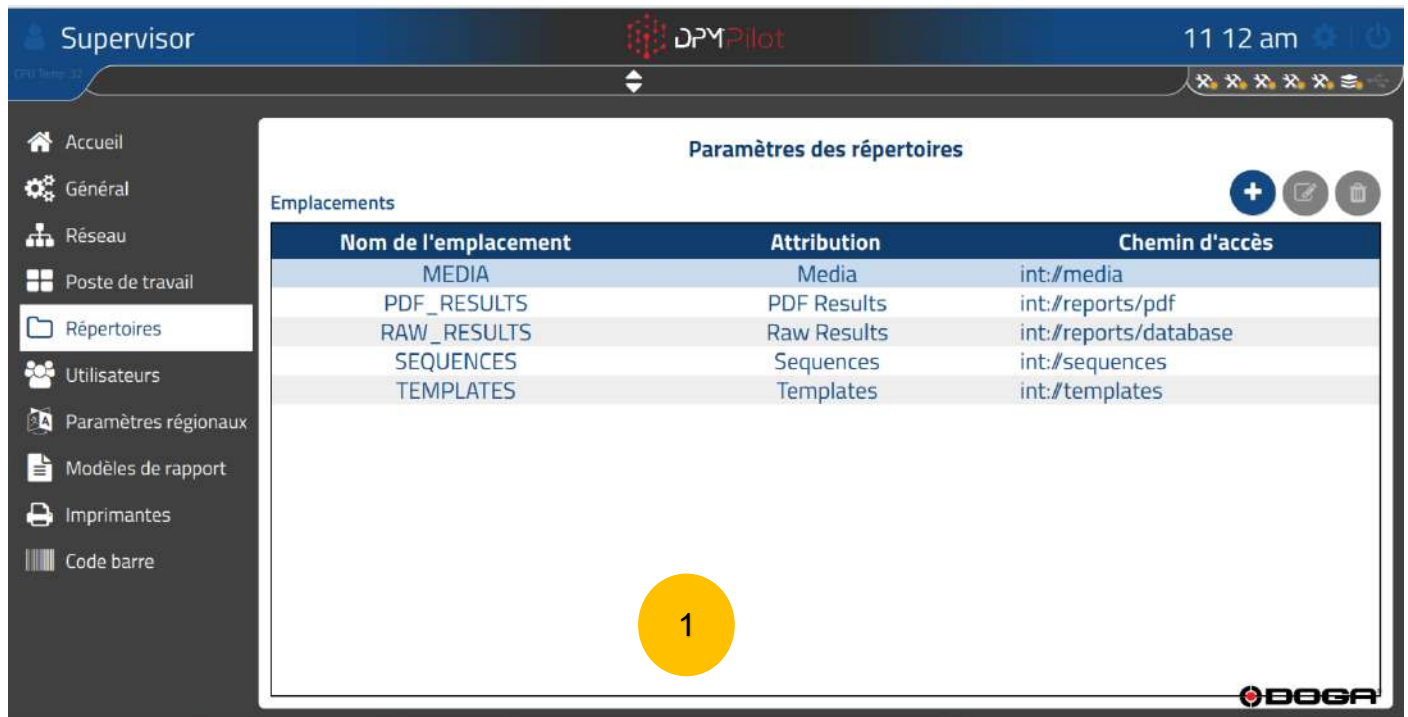 Supervisor
DPMPilot
11 12 am
CPU Temp: 32
Accueil
Général
Réseau
Poste de travail
Répertoires
Utilisateurs
Paramètres régionaux
Modèles de rapport
Imprimantes
Code barre
Paramètres des répertoires
Emplacements
Nom de l'emplacement Attribution Chemin d'accès
MEDIA Media int://media
PDF_RESULTS PDF Results int://reports/pdf
RAW_RESULTS Raw Results int://reports/database
SEQUENCES Sequences int://sequences
TEMPLATES Templates int://templates
1
DOGA